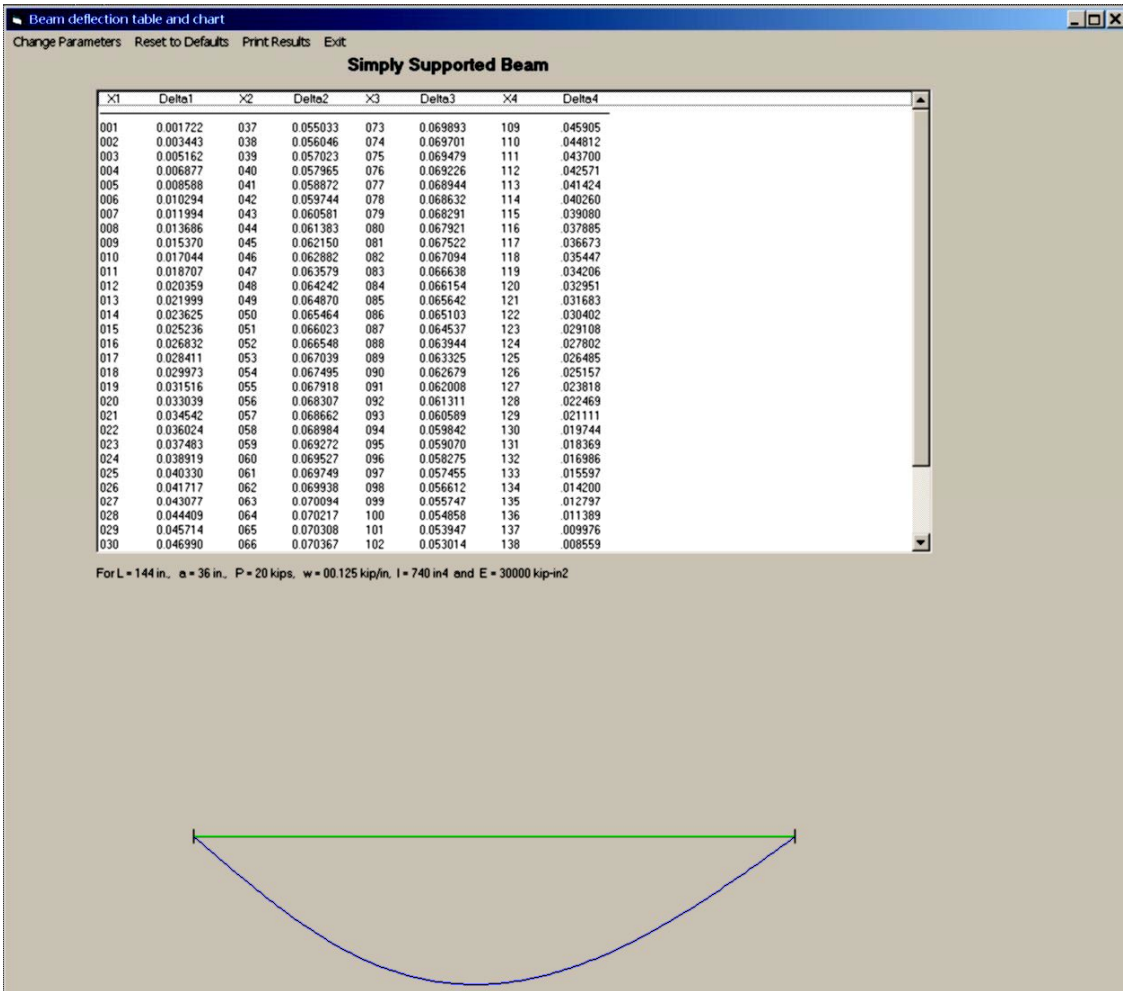 Beam deflection table and chart
Change Parameters Reset to Defaults Print Results Exit
Simply Supported Beam
X1 Delta1 X2 Delta2 X3 Delta3 X4 Delta4
001 0.001722 037 0.055033 073 0.069893 109 .045905
002 0.003443 038 0.056046 074 0.069701 110 .044812
003 0.005162 039 0.057023 075 0.069479 111 .043700
004 0.006877 040 0.057965 076 0.069226 112 .042571
005 0.008588 041 0.058872 077 0.068944 113 .041424
006 0.010294 042 0.059744 078 0.068632 114 .040260
007 0.011994 043 0.060581 079 0.068291 115 .039080
008 0.013686 044 0.061383 080 0.067921 116 .037885
009 0.015370 045 0.062150 081 0.067522 117 .036673
010 0.017044 046 0.062882 082 0.067094 118 .035447
011 0.018707 047 0.063579 083 0.066638 119 .034206
012 0.020359 048 0.064242 084 0.066154 120 .032951
013 0.021999 049 0.064870 085 0.065642 121 .031683
014 0.023625 050 0.065464 086 0.065103 122 .030402
015 0.025236 051 0.066023 087 0.064537 123 .029108
016 0.026832 052 0.066548 088 0.063944 124 .027802
017 0.028411 053 0.067039 089 0.063325 125 .026485
018 0.029973 054 0.067495 090 0.062679 126 .025157
019 0.031516 055 0.067918 091 0.062008 127 .023818
020 0.033039 056 0.068307 092 0.061311 128 .022469
021 0.034542 057 0.068662 093 0.060589 129 .021111
022 0.036024 058 0.068984 094 0.059842 130 .019744
023 0.037483 059 0.069272 095 0.059070 131 .018369
024 0.038919 060 0.069527 096 0.058275 132 .016986
025 0.040330 061 0.069749 097 0.057455 133 .015597
026 0.041717 062 0.069938 098 0.056612 134 .014200
027 0.043077 063 0.070094 099 0.055747 135 .012797
028 0.044409 064 0.070217 100 0.054858 136 .011389
029 0.045714 065 0.070308 101 0.053947 137 .009976
030 0.046990 066 0.070367 102 0.053014 138 .008559
For L = 144 in., a = 36 in., P = 20 kips, w = 00.125 kip/in, I = 740 in4 and E = 30000 kip-in2